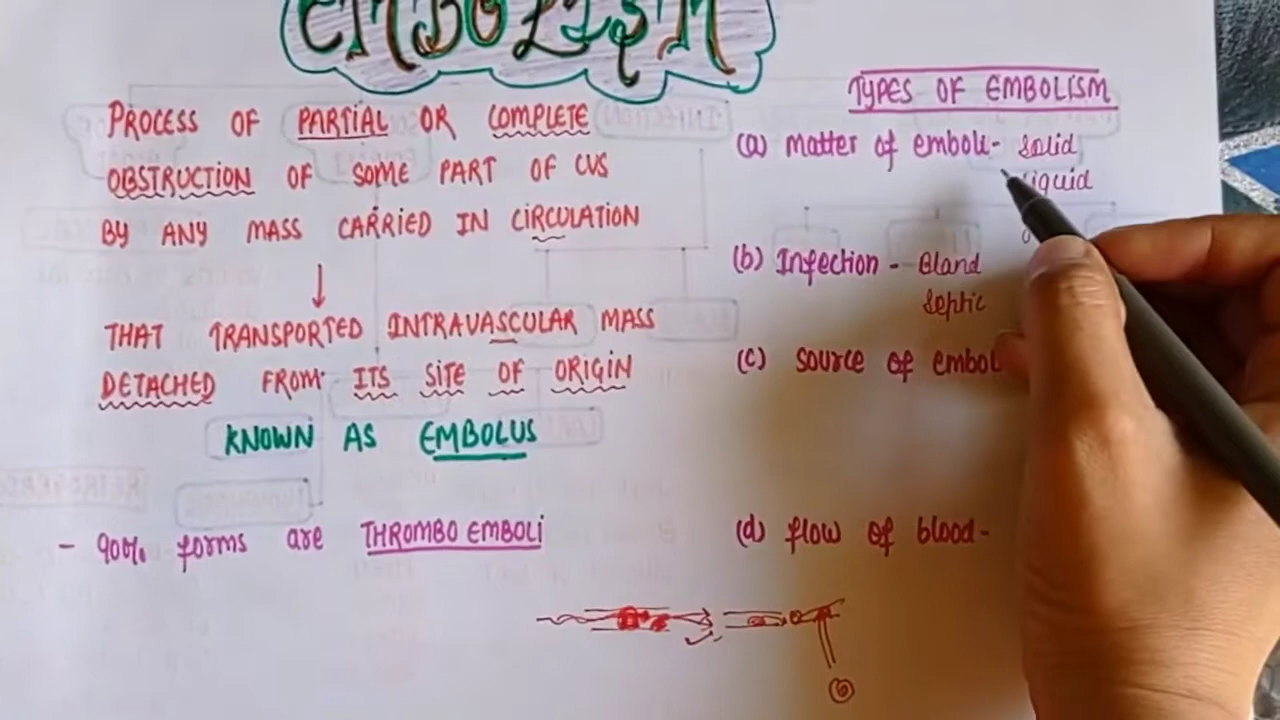 EMBOLISM
PROCESS OF PARTIAL OR COMPLETE
OBSTRUCTION OF SOME PART OF CVS
BY ANY MASS CARRIED IN CIRCULATION
THAT TRANSPORTED INTRAVASCULAR MASS
DETACHED FROM ITS SITE OF ORIGIN
KNOWN AS EMBOLUS
- 90% forms are THROMBO EMBOLI
TYPES OF EMBOLISM
(a) Matter of emboli- Solid
liquid
(b) Infection - Bland
Septic
(c) Source of embol
(d) flow of blood-